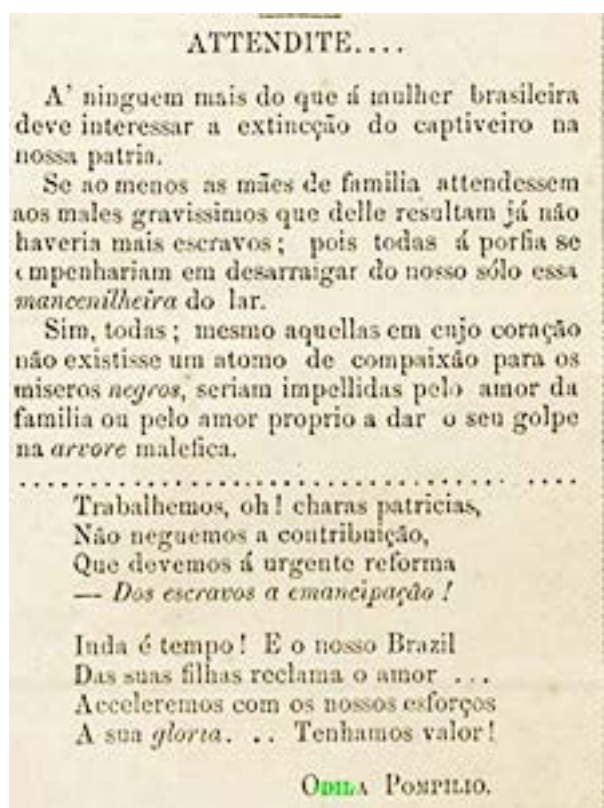 ATTENDITE....
A' ninguem mais do que á mulher brasileira
deve interessar a extincção do captiveiro na
nossa patria.
Se ao menos as mães de familia attendessem
aos males gravissimos que delle resultam já não
haveria mais escravos; pois todas á porfia se
empenhariam em desarraigar do nosso sólo essa
mancenilheira do lar.
Sim, todas; mesmo aquellas em cujo coração
não existisse um atomo de compaixão para os
miseros negros, seriam impellidas pelo amor da
familia ou pelo amor proprio a dar o seu golpe
na arvore malefica.
Trabalhemos, oh! charas patricias,
Não neguemos a contribuição,
Que devemos á urgente reforma
— Dos escravos a emancipação!
Inda é tempo! E o nosso Brazil
Das suas filhas reclama o amor ...
Acceleremos com os nossos esforços
A sua gloria. .. Tenhamos valor!
ODILA POMPILIO.